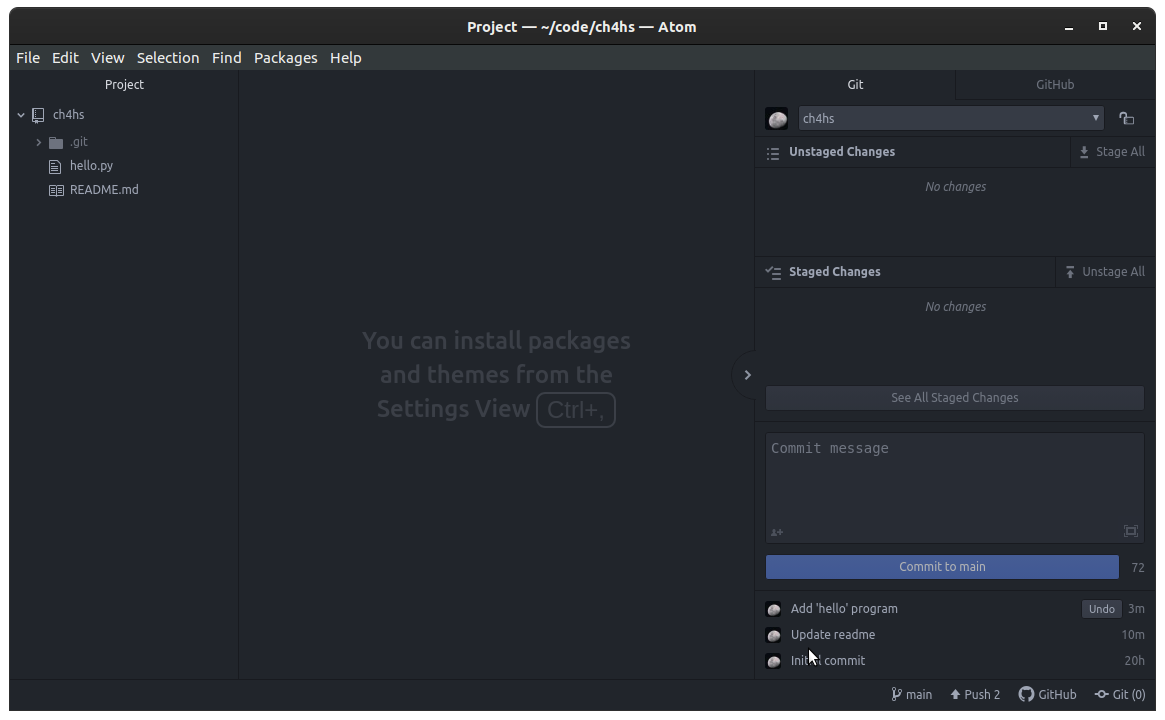 Project — ~/code/ch4hs — Atom
File Edit View Selection Find Packages Help
Project
ch4hs
.git
hello.py
README.md
You can install packages
and themes from the
Settings View Ctrl+,
Git GitHub
ch4hs
Unstaged Changes Stage All
No changes
Staged Changes Unstage All
No changes
See All Staged Changes
Commit message
Commit to main 72
Add 'hello' program Undo 3m
Update readme 10m
Initial commit 20h
main Push 2 GitHub Git (0)